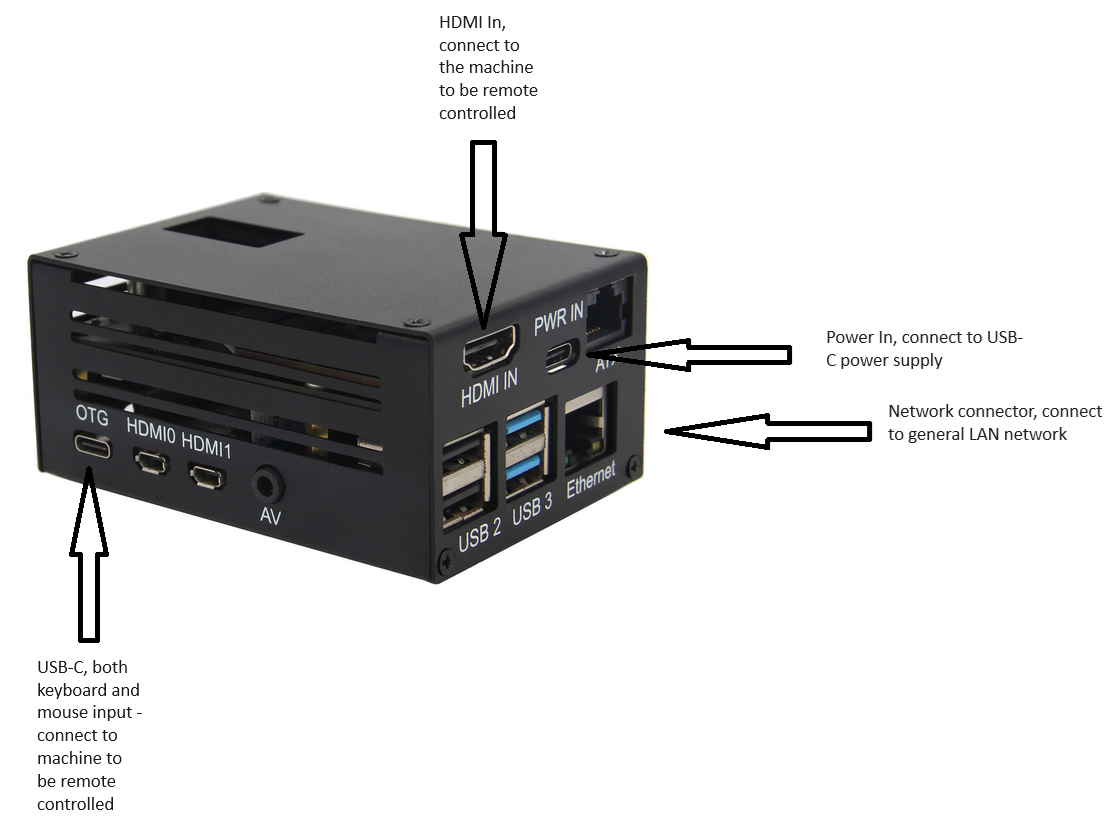 HDMI In,
connect to
the machine
to be remote
controlled
PWR IN
HDMI IN
Power In, connect to USB-
C power supply
Network connector, connect
to general LAN network
OTG
HDMI0
HDMI1
AV
USB 2
USB 3
Ethernet
USB-C, both
keyboard and
mouse input -
connect to
machine to
be remote
controlled